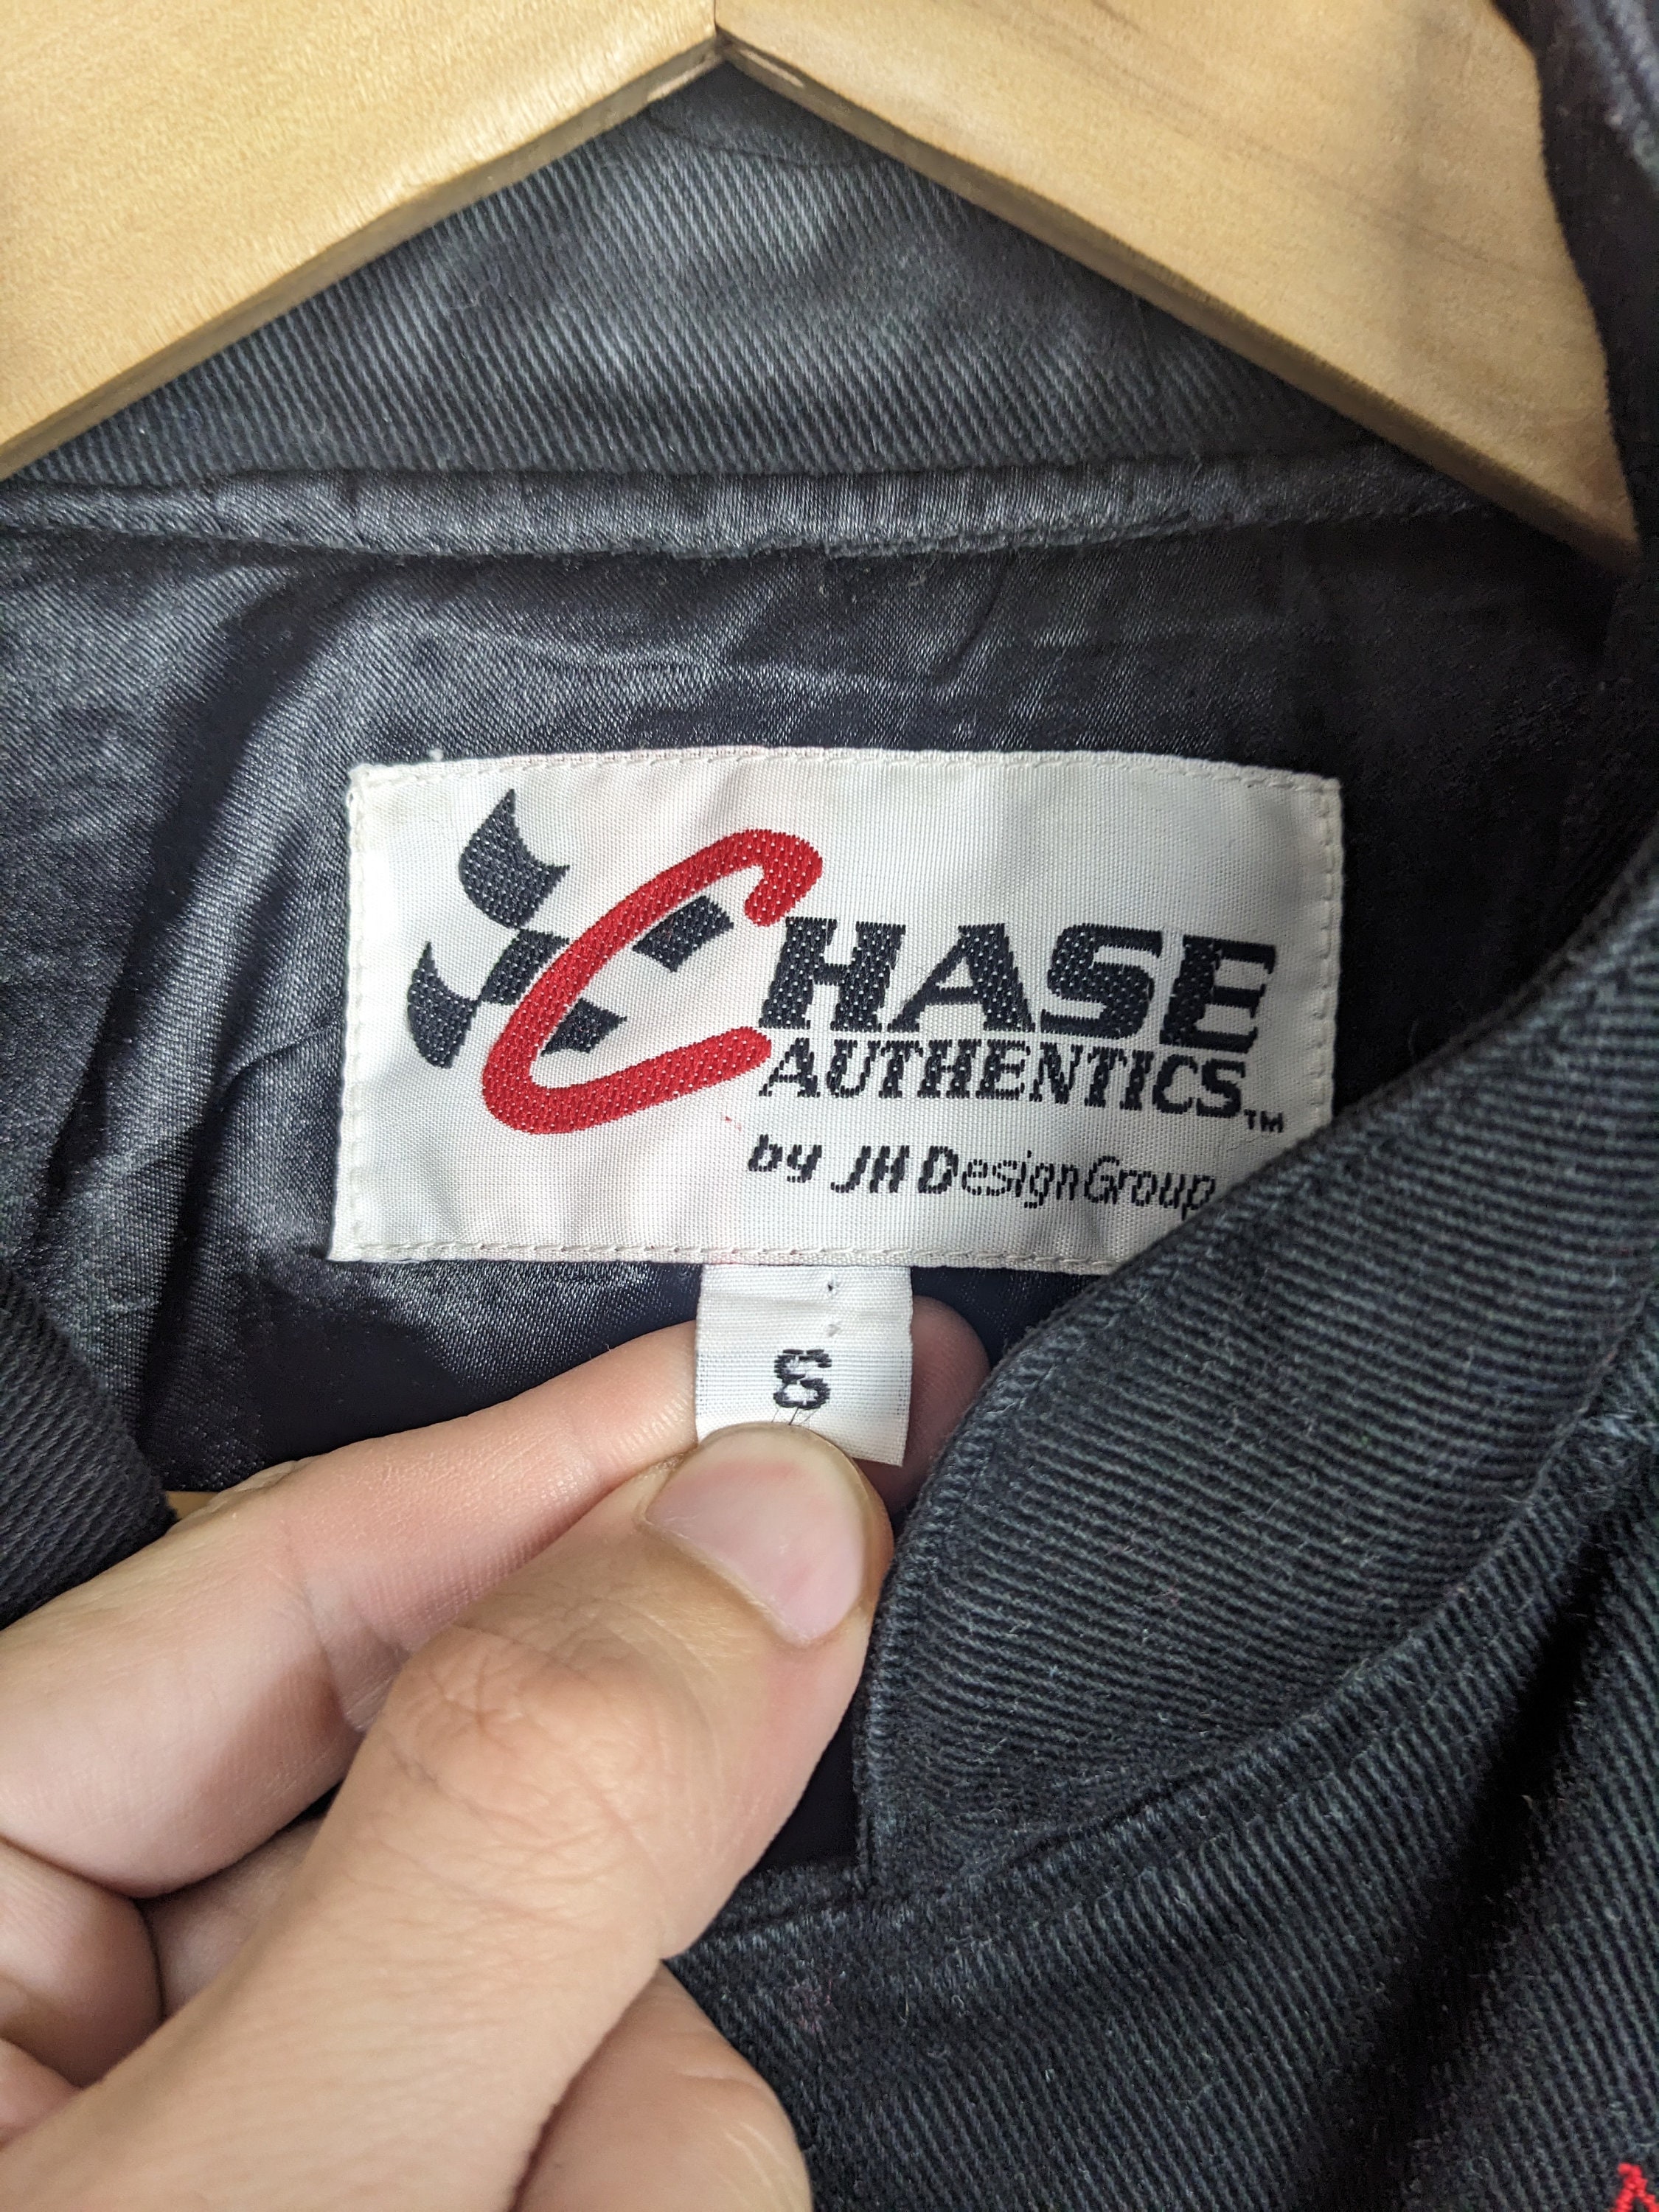 CHASE
AUTHENTICS™
by JH Design Group
S